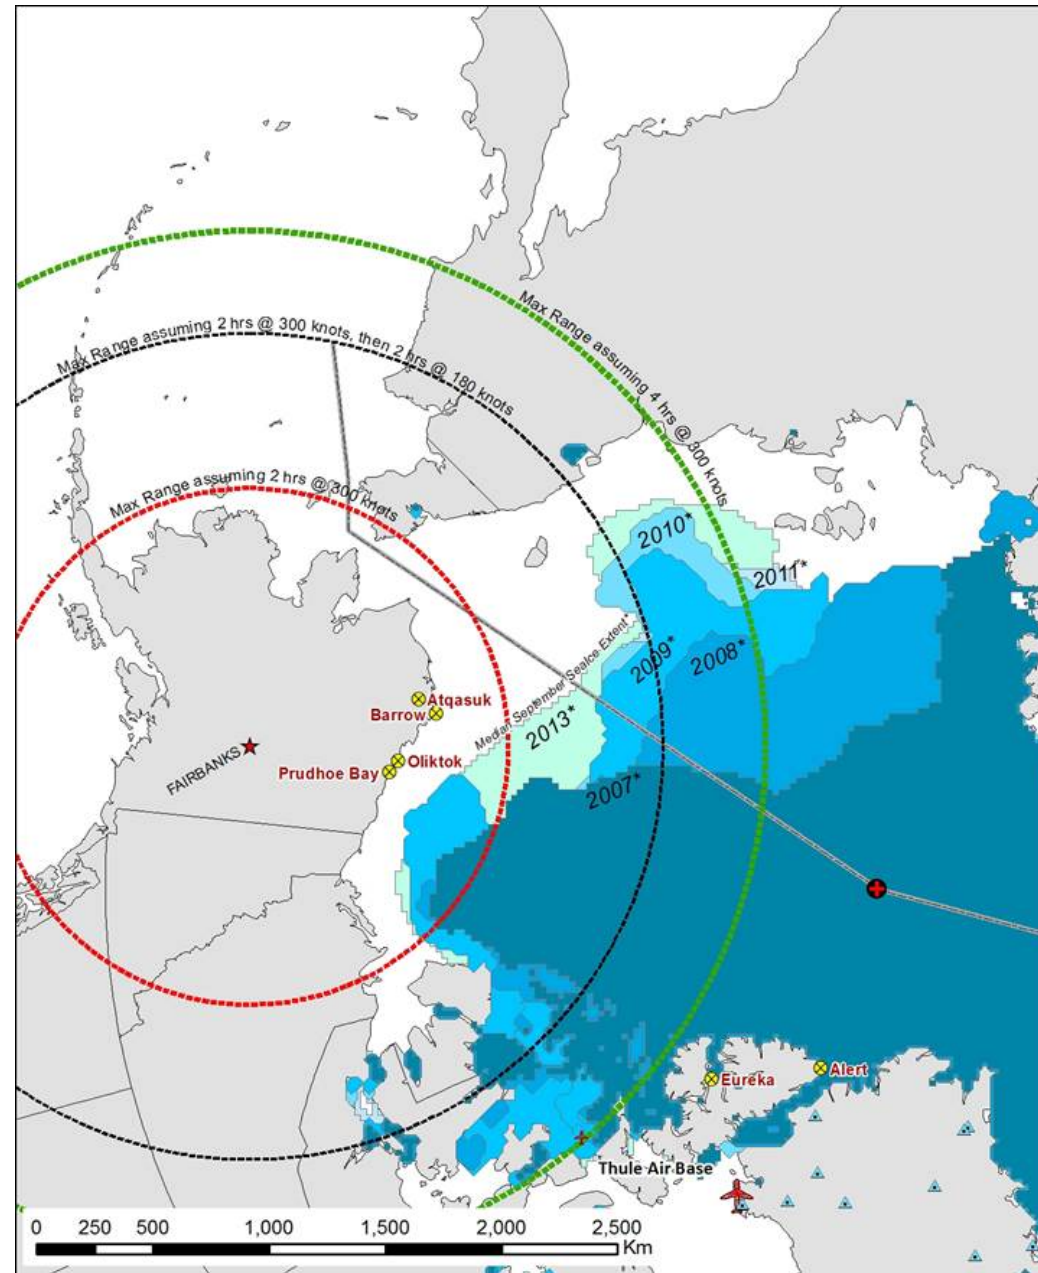 Max Range assuming 4 hrs @ 300 knots
Max Range assuming 2 hrs @ 300 knots, then 2 hrs @ 180 knots
Max Range assuming 2 hrs @ 300 knots
2010*
2011*
2009*
2008*
Median September SeaIce Extent*
2013*
2007*
Atqasuk
Barrow
FAIRBANKS
Oliktok
Prudhoe Bay
Eureka
Alert
Thule Air Base
0 250 500 1,000 1,500 2,000 2,500
Km